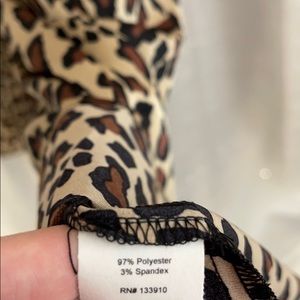 97% Polyester
3% Spandex
RN# 133910